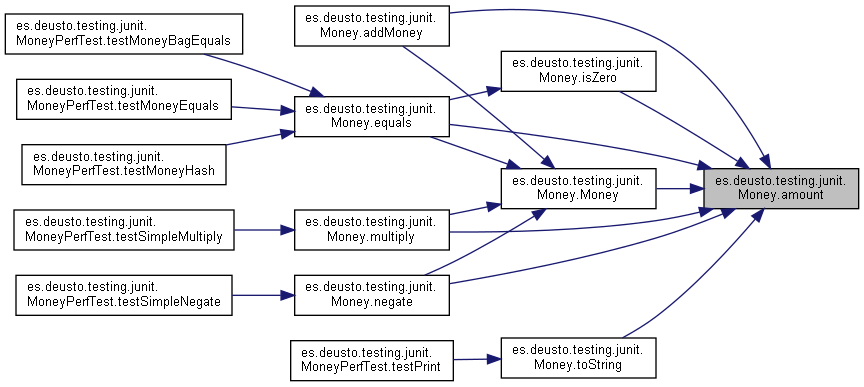 es.deusto.testing.junit.
MoneyPerfTest.testMoneyBagEquals
es.deusto.testing.junit.
MoneyPerfTest.testMoneyEquals
es.deusto.testing.junit.
MoneyPerfTest.testMoneyHash
es.deusto.testing.junit.
MoneyPerfTest.testSimpleMultiply
es.deusto.testing.junit.
MoneyPerfTest.testSimpleNegate
es.deusto.testing.junit.
Money.addMoney
es.deusto.testing.junit.
Money.equals
es.deusto.testing.junit.
Money.multiply
es.deusto.testing.junit.
Money.negate
es.deusto.testing.junit.
MoneyPerfTest.testPrint
es.deusto.testing.junit.
Money.isZero
es.deusto.testing.junit.
Money.Money
es.deusto.testing.junit.
Money.toString
es.deusto.testing.junit.
Money.amount